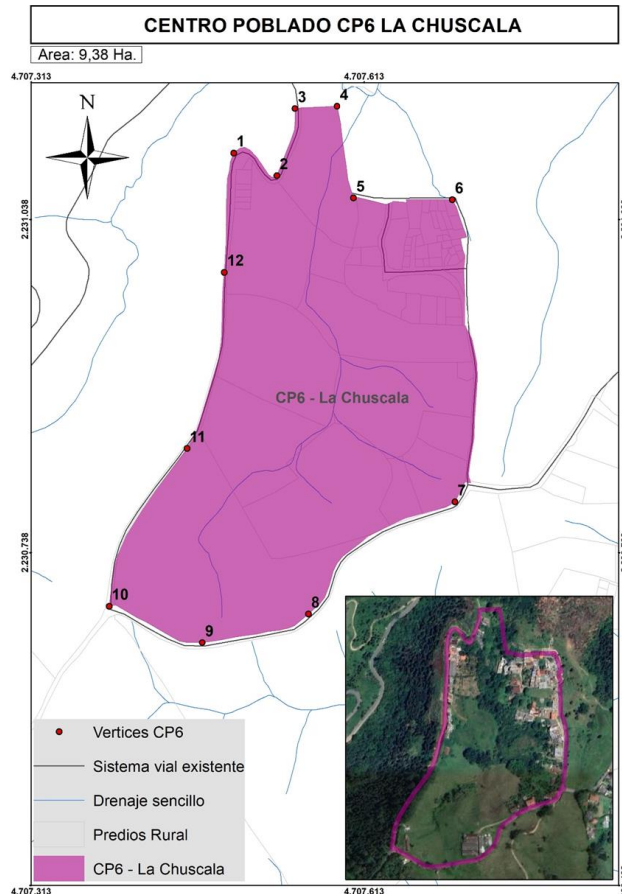 CENTRO POBLADO CP6 LA CHUSCALA
Area: 9,38 Ha.
4.707.313
4.707.613
N
3
4
1
2
5
6
2.231.038
12
CP6 - La Chuscala
11
7
2.230.738
10
8
9
Vertices CP6
Sistema vial existente
Drenaje sencillo
Predios Rural
CP6 - La Chuscala
4.707.313
4.707.613